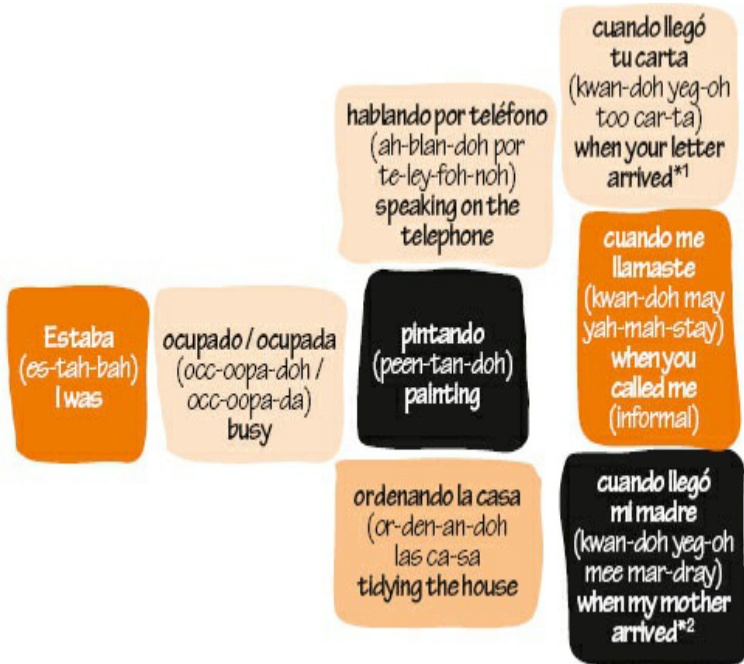 Estaba
(es-tah-bah)
I was
ocupado / ocupada
(occ-oopa-doh /
occ-oopa-da)
busy
hablando por teléfono
(ah-blan-doh por
te-ley-foh-noh)
speaking on the
telephone
pintando
(peen-tan-doh)
painting
ordenando la casa
(or-den-an-doh
las ca-sa
tidying the house
cuando llegó
tu carta
(kwan-doh yeg-oh
too car-ta)
when your letter
arrived*1
cuando me
llamaste
(kwan-doh may
yah-mah-stay)
when you
called me
(informal)
cuando llegó
mi madre
(kwan-doh yeg-oh
mee mar-dray)
when my mother
arrived*2